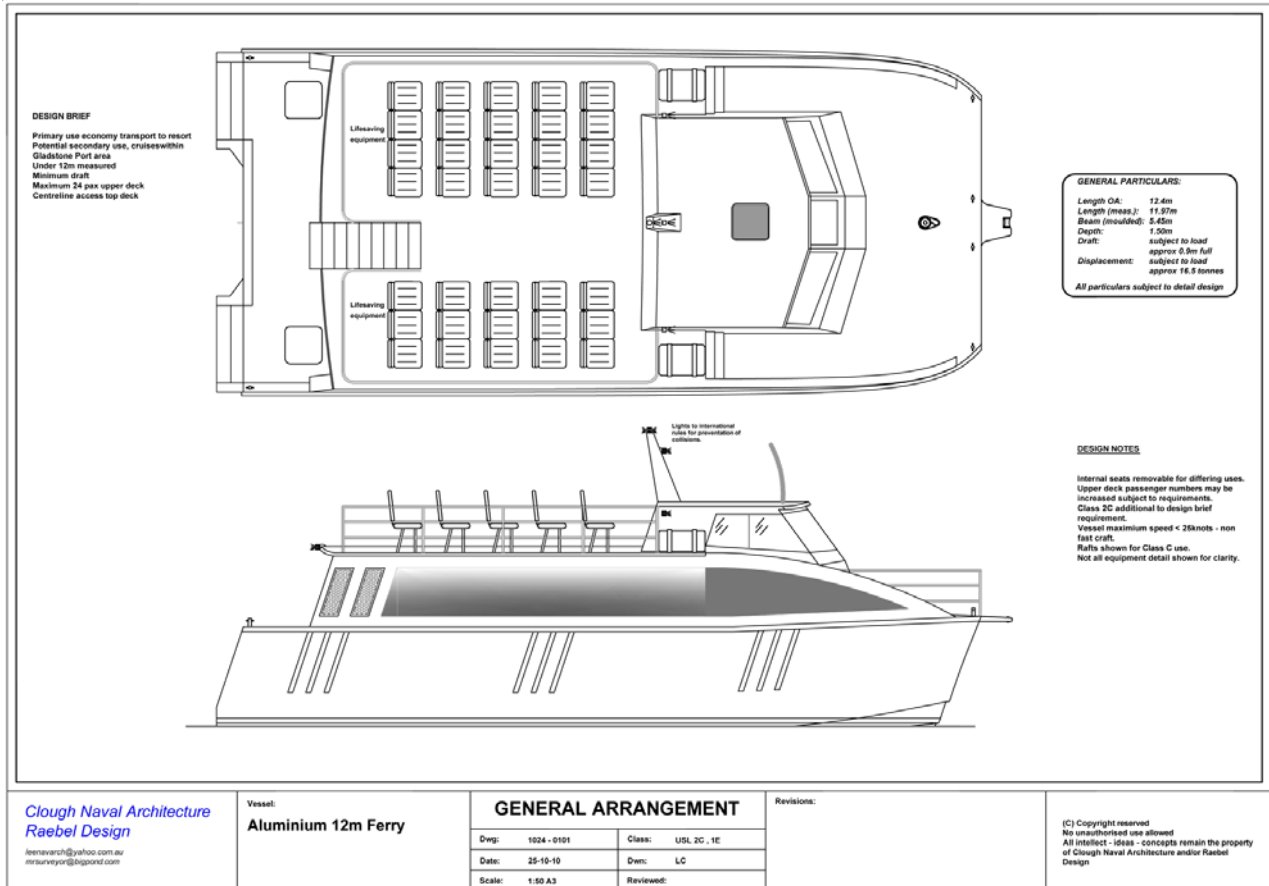 DESIGN BRIEF
Primary use economy transport to resort
Potential secondary use, cruiseswithin
Gladstone Port area
Under 12m measured
Minimum draft
Maximum 24 pax upper deck
Centreline access top deck
Lifesaving
equipment
Lifesaving
equipment
GENERAL PARTICULARS:
Length OA: 12.4m
Length (meas.): 11.97m
Beam (moulded): 5.45m
Depth: 1.50m
Draft: subject to load
approx 0.9m full
Displacement: subject to load
approx 16.5 tonnes
All particulars subject to detail design
Lights to international
rules for prevention of
collisions.
DESIGN NOTES
Internal seats removable for differing uses.
Upper deck passenger numbers may be
increased subject to requirements.
Class 2C additional to design brief
requirement.
Vessel maximium speed < 25knots - non
fast craft.
Rafts shown for Class C use.
Not all equipment detail shown for clarity.
Clough Naval Architecture
Raebel Design
leenavarch@yahoo.com.au
mrsurveyor@bigpond.com
Vessel:
Aluminium 12m Ferry
GENERAL ARRANGEMENT
Dwg: 1024 - 0101 Class: USL 2C , 1E
Date: 25-10-10 Dwn: LC
Scale: 1:50 A3 Reviewed:
Revisions:
(C) Copyright reserved
No unauthorised use allowed
All intellect - ideas - concepts remain the property
of Clough Naval Architecture and/or Raebel
Design